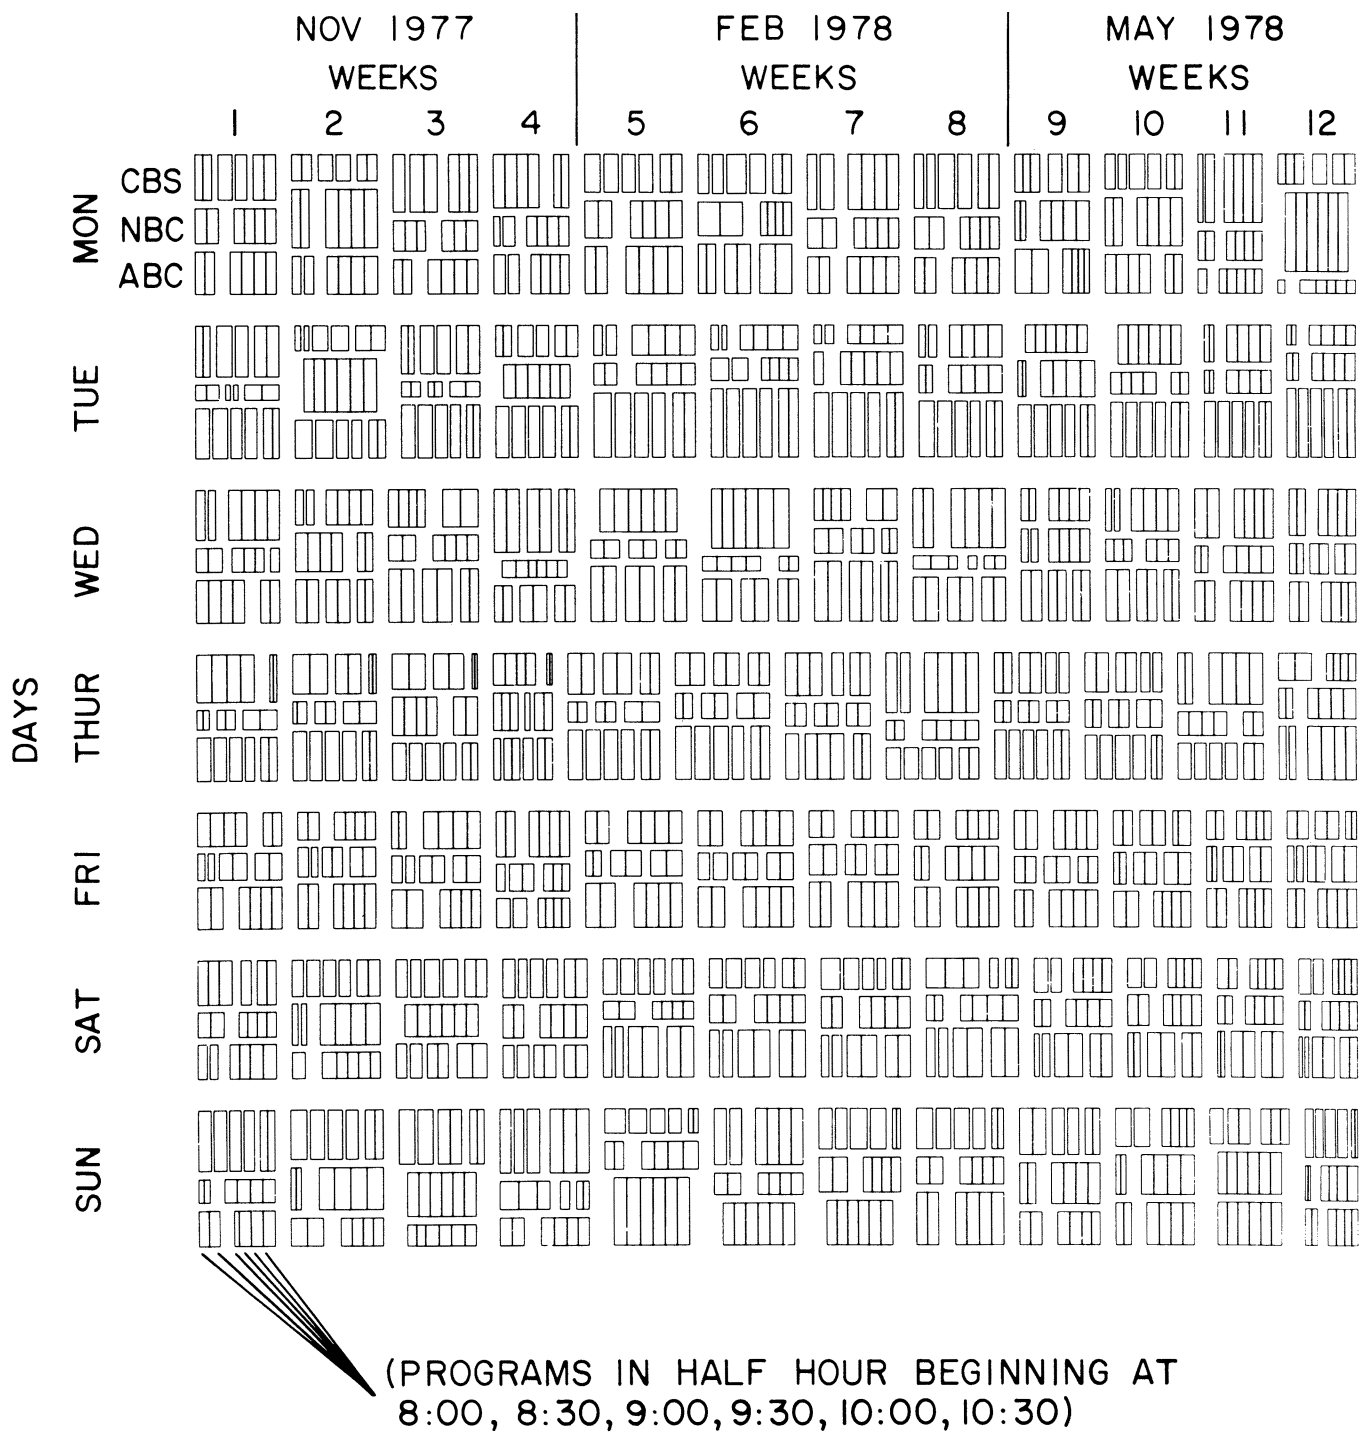 NOV 1977 FEB 1978 MAY 1978
WEEKS WEEKS WEEKS
1 2 3 4 5 6 7 8 9 10 11 12
CBS
NBC
ABC
MON
TUE
WED
THUR
FRI
SAT
SUN
DAYS
(PROGRAMS IN HALF HOUR BEGINNING AT
8:00, 8:30, 9:00, 9:30, 10:00, 10:30)